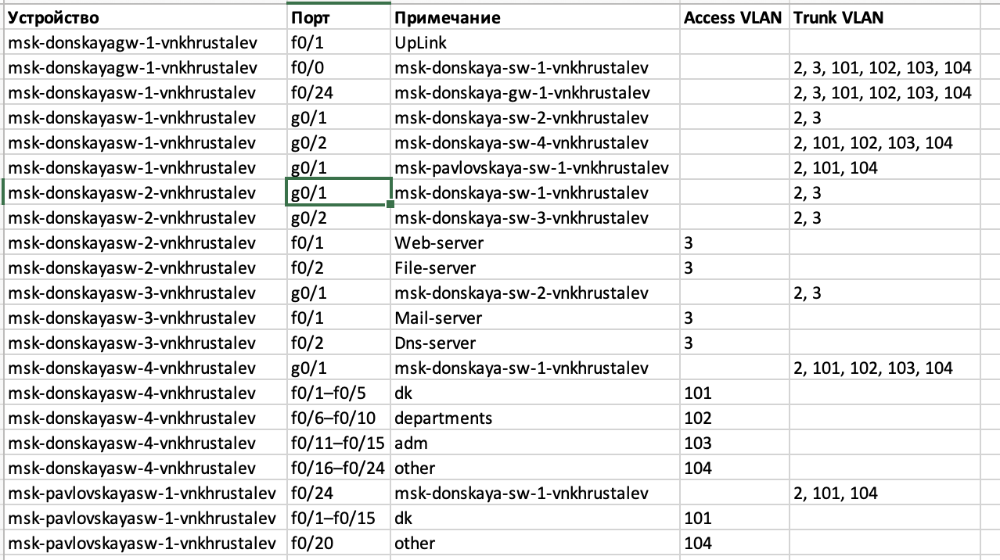 Устройство Порт Примечание Access VLAN Trunk VLAN
msk-donskayagw-1-vnkhrustalev f0/1 UpLink
msk-donskayagw-1-vnkhrustalev f0/0 msk-donskaya-sw-1-vnkhrustalev 2, 3, 101, 102, 103, 104
msk-donskayasw-1-vnkhrustalev f0/24 msk-donskaya-gw-1-vnkhrustalev 2, 3, 101, 102, 103, 104
msk-donskayasw-1-vnkhrustalev g0/1 msk-donskaya-sw-2-vnkhrustalev 2, 3
msk-donskayasw-1-vnkhrustalev g0/2 msk-donskaya-sw-4-vnkhrustalev 2, 101, 102, 103, 104
msk-donskayasw-1-vnkhrustalev g0/1 msk-pavlovskaya-sw-1-vnkhrustalev 2, 101, 104
msk-donskayasw-2-vnkhrustalev g0/1 msk-donskaya-sw-1-vnkhrustalev 2, 3
msk-donskayasw-2-vnkhrustalev g0/2 msk-donskaya-sw-3-vnkhrustalev 2, 3
msk-donskayasw-2-vnkhrustalev f0/1 Web-server 3
msk-donskayasw-2-vnkhrustalev f0/2 File-server 3
msk-donskayasw-3-vnkhrustalev g0/1 msk-donskaya-sw-2-vnkhrustalev 2, 3
msk-donskayasw-3-vnkhrustalev f0/1 Mail-server 3
msk-donskayasw-3-vnkhrustalev f0/2 Dns-server 3
msk-donskayasw-4-vnkhrustalev g0/1 msk-donskaya-sw-1-vnkhrustalev 2, 101, 102, 103, 104
msk-donskayasw-4-vnkhrustalev f0/1–f0/5 dk 101
msk-donskayasw-4-vnkhrustalev f0/6–f0/10 departments 102
msk-donskayasw-4-vnkhrustalev f0/11–f0/15 adm 103
msk-donskayasw-4-vnkhrustalev f0/16–f0/24 other 104
msk-pavlovskayasw-1-vnkhrustalev f0/24 msk-donskaya-sw-1-vnkhrustalev 2, 101, 104
msk-pavlovskayasw-1-vnkhrustalev f0/1–f0/15 dk 101
msk-pavlovskayasw-1-vnkhrustalev f0/20 other 104